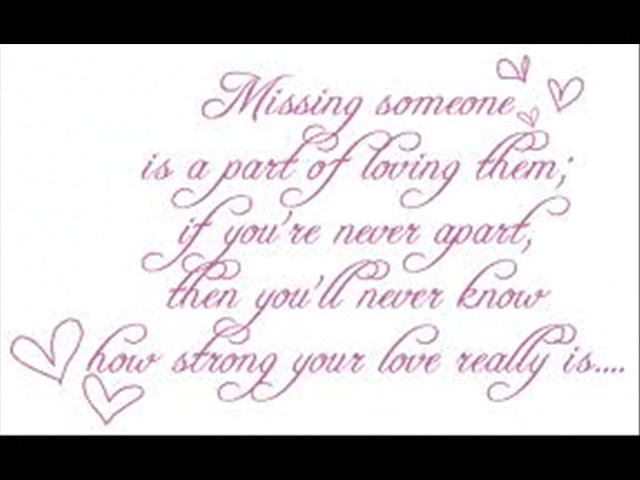 Missing someone
is a part of loving them;
if you're never apart,
then you'll never know
how strong your love really is....